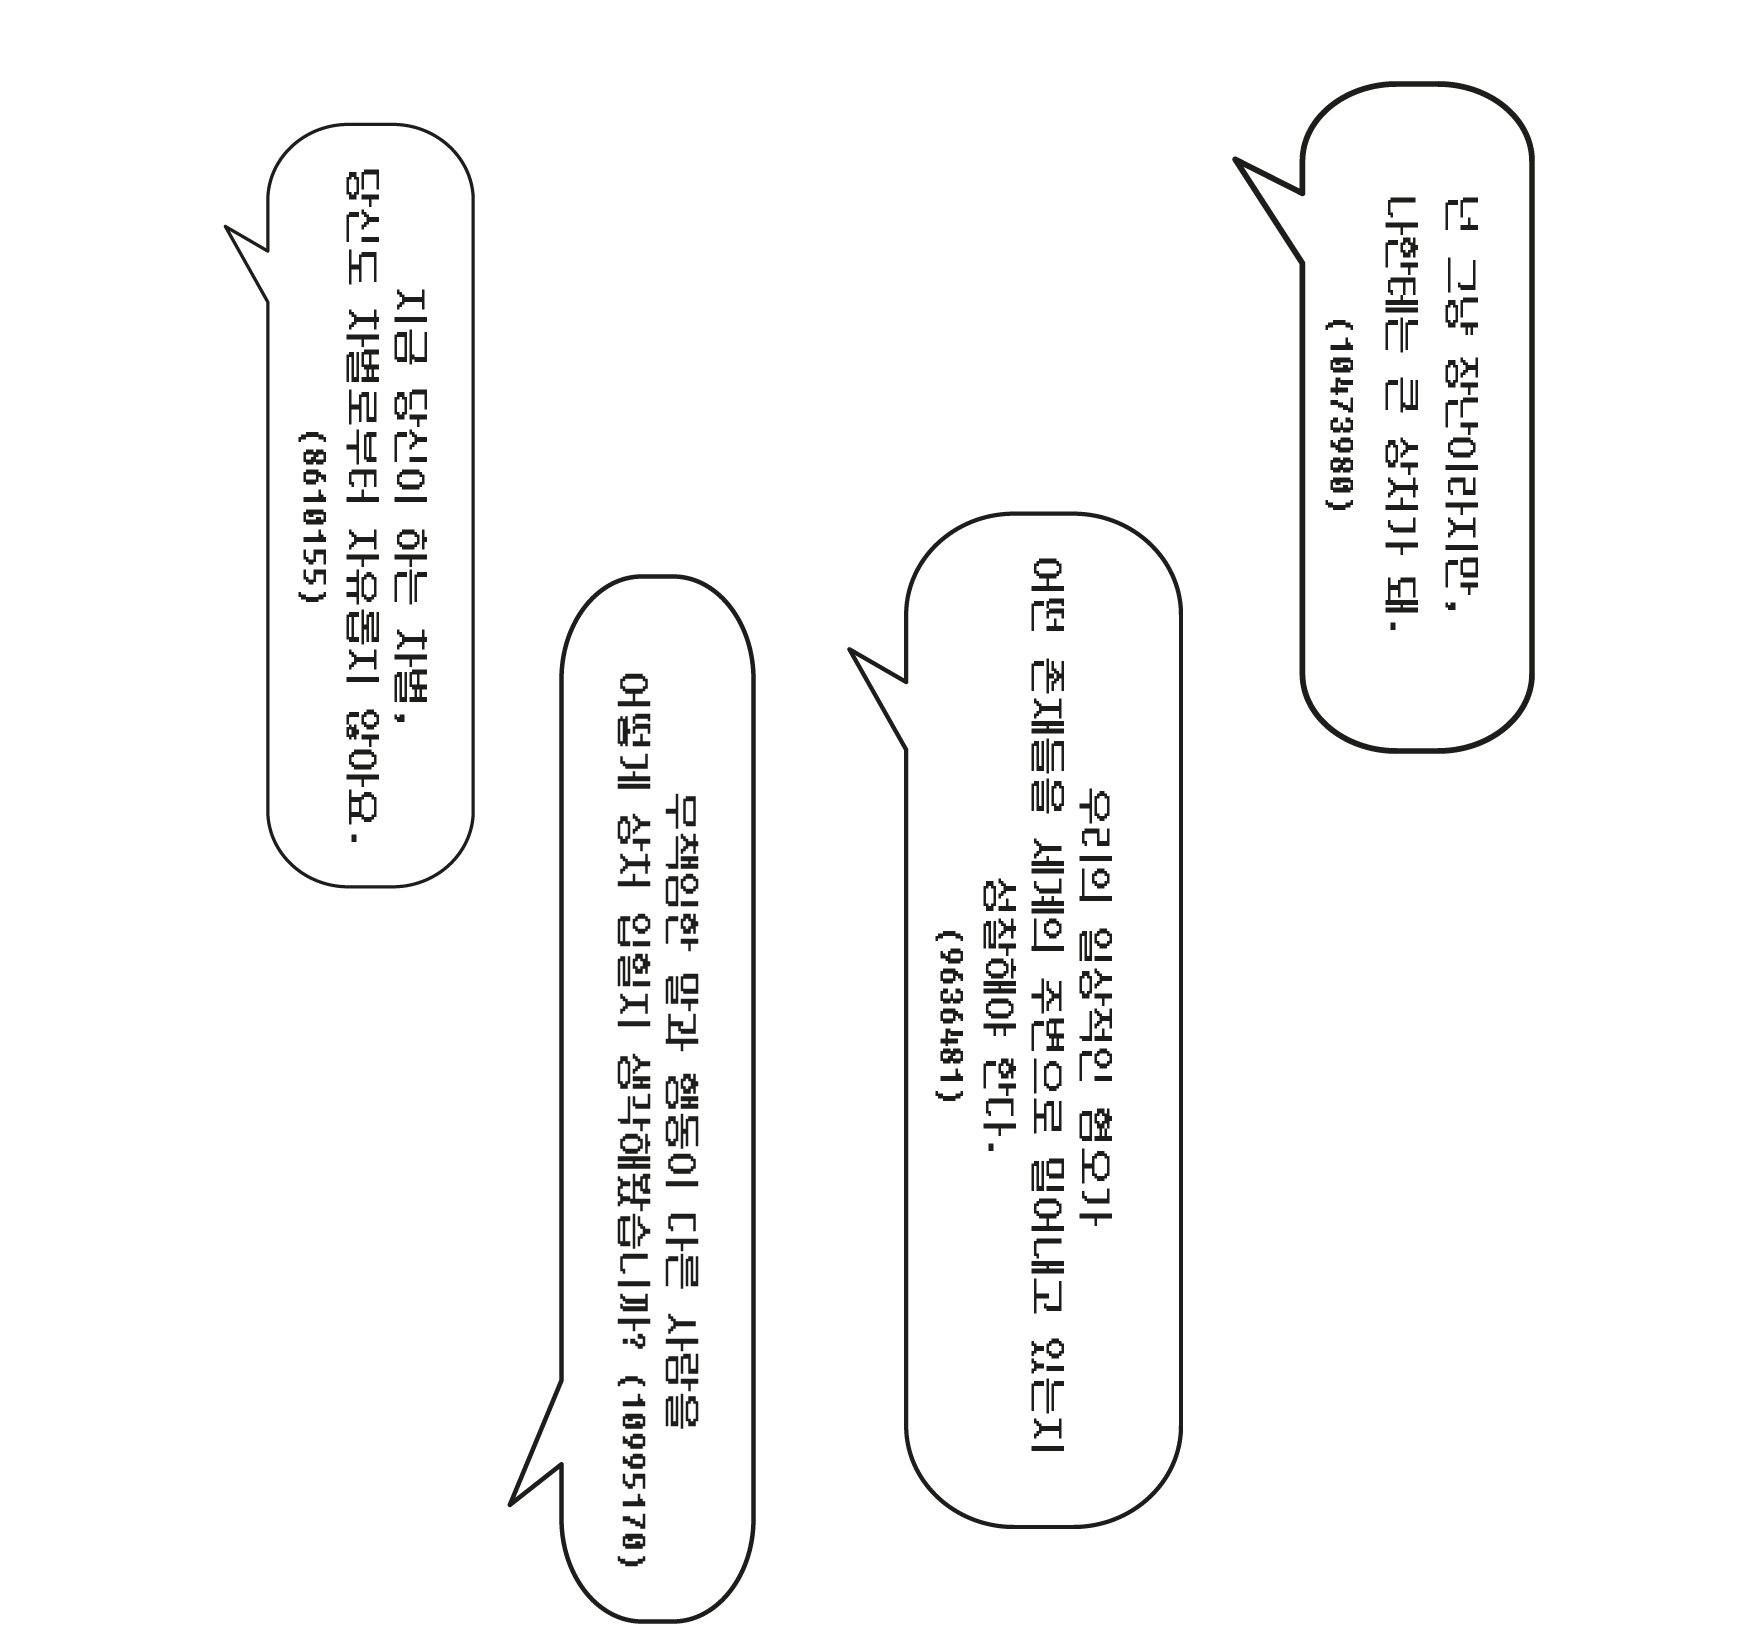 난 그냥 장난이라지만,
나한테는 큰 상처가 돼.
(10473980)
우리의 일상적인 혐오가
어떤 존재들을 세계의 주변으로 밀어내고 있는지
성찰해야 한다.
(9636481)
무책임한 말과 행동이 다른 사람을
어떻게 상처 입힐지 생각해봤습니까? (10995170)
지금 당신이 하는 차별,
당신도 차별로부터 자유롭지 않아요.
(8610155)